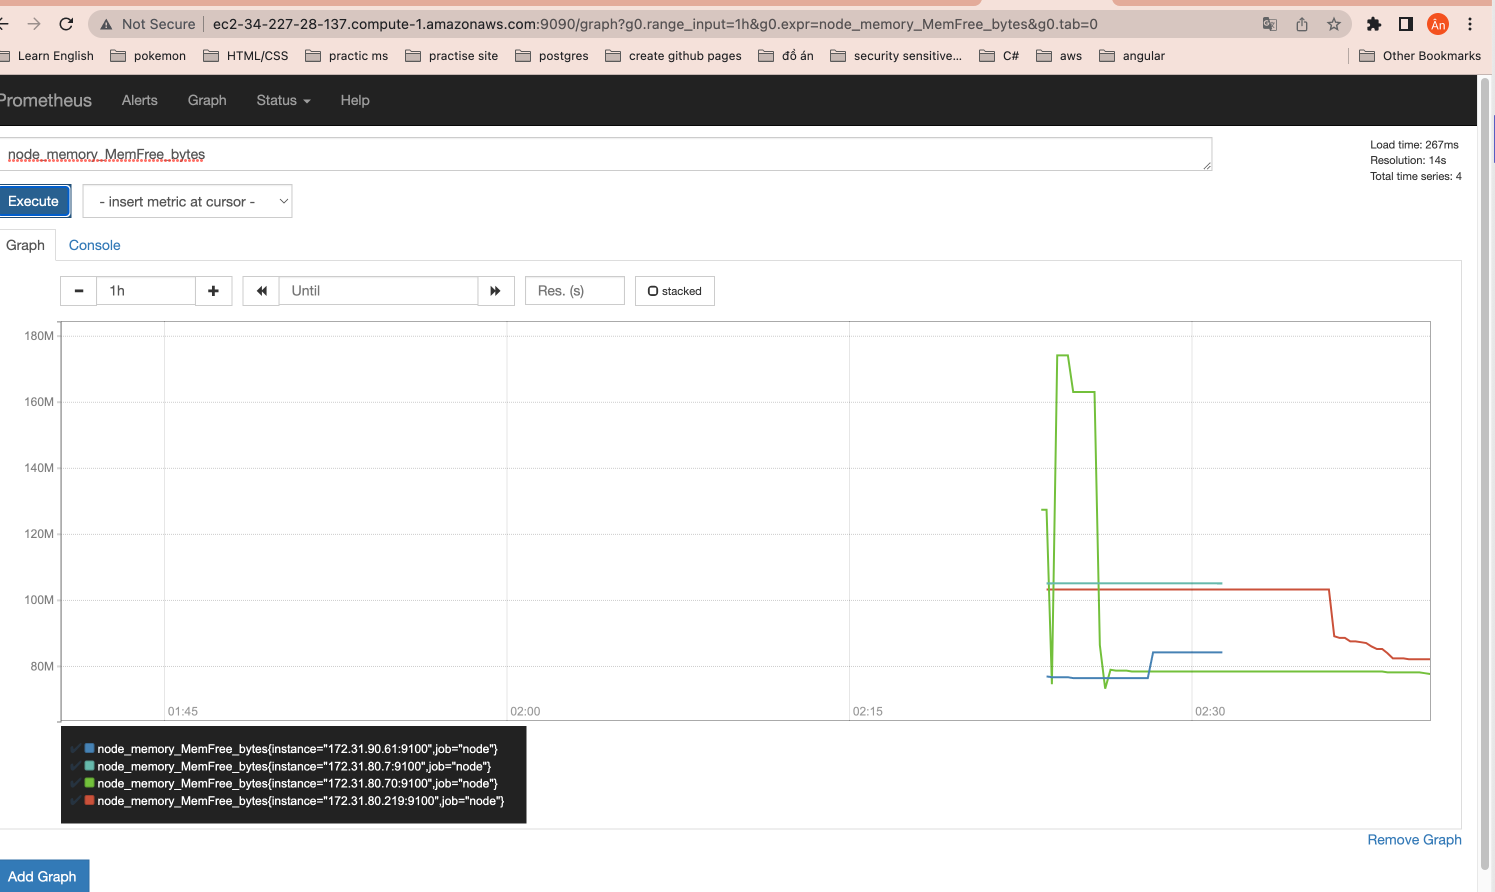 Not Secure ec2-34-227-28-137.compute-1.amazonaws.com:9090/graph?g0.range_input=1h&g0.expr=node_memory_MemFree_bytes&g0.tab=0 Ân
Learn English pokemon HTML/CSS practic ms practise site postgres create github pages đồ án security sensitive... C# aws angular Other Bookmarks
Prometheus Alerts Graph Status Help
node_memory_MemFree_bytes
Load time: 267ms
Resolution: 14s
Total time series: 4
Execute - insert metric at cursor -
Graph Console
1h Until Res. (s) stacked
180M
160M
140M
120M
100M
80M
01:45 02:00 02:15 02:30
node_memory_MemFree_bytes{instance="172.31.90.61:9100",job="node"}
node_memory_MemFree_bytes{instance="172.31.80.7:9100",job="node"}
node_memory_MemFree_bytes{instance="172.31.80.70:9100",job="node"}
node_memory_MemFree_bytes{instance="172.31.80.219:9100",job="node"}
Remove Graph
Add Graph